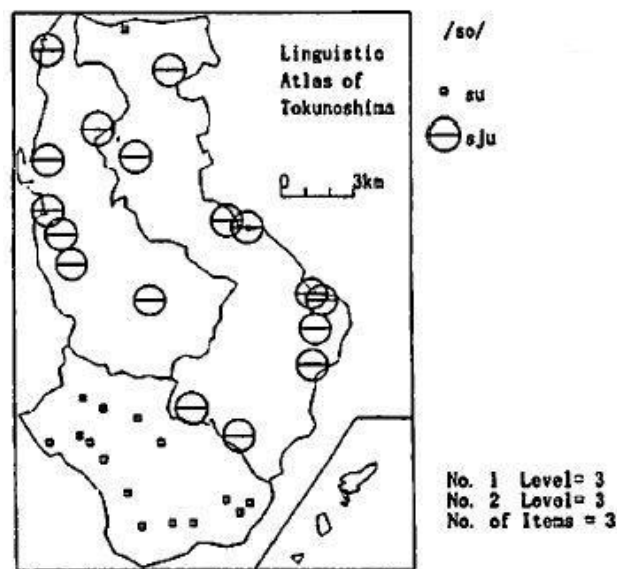 Linguistic
Atlas of
Tokunoshima
0 3km
/so/
su
sju
No. 1 Level= 3
No. 2 Level= 3
No. of Items = 3